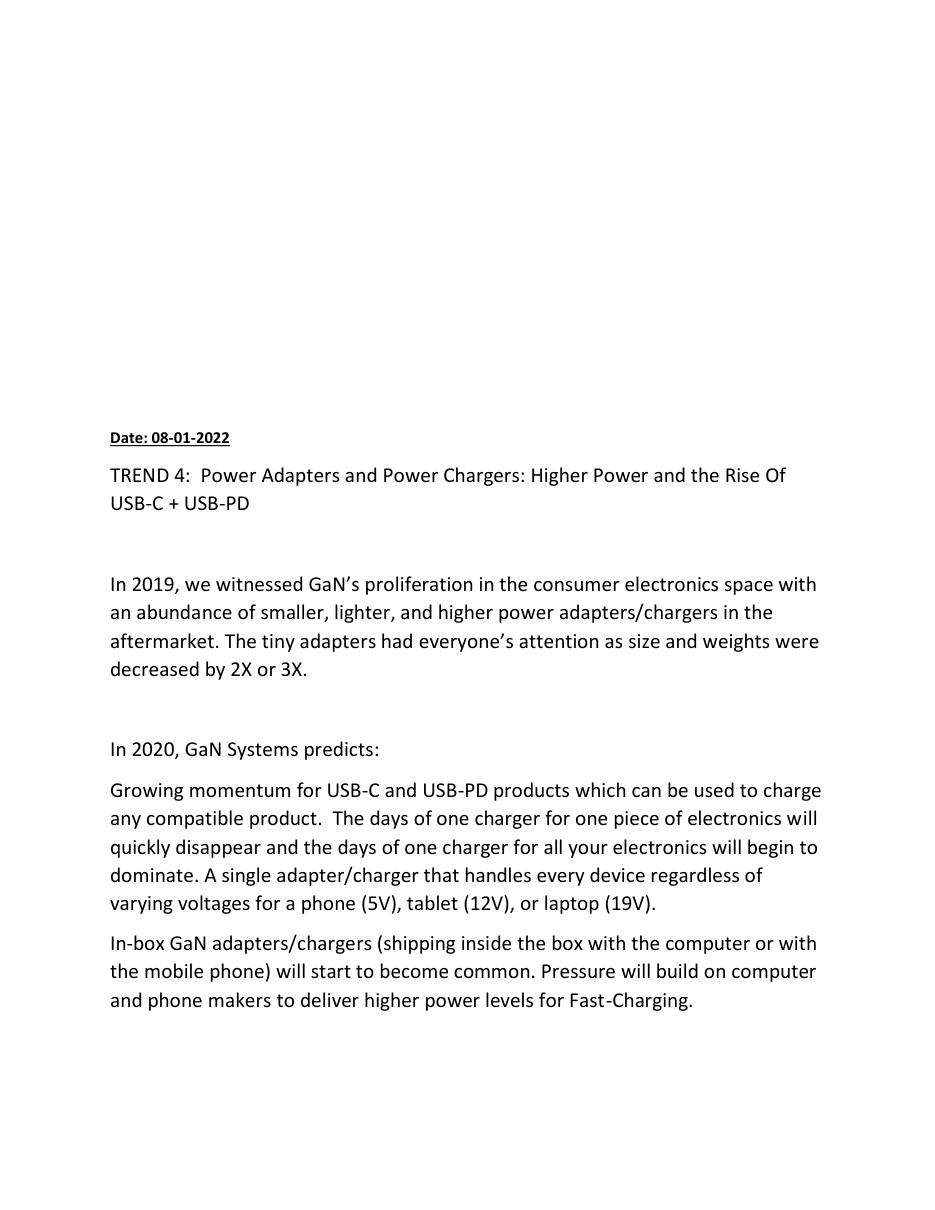 Date: 08-01-2022
TREND 4:  Power Adapters and Power Chargers: Higher Power and the Rise Of
USB-C + USB-PD
In 2019, we witnessed GaN’s proliferation in the consumer electronics space with
an abundance of smaller, lighter, and higher power adapters/chargers in the
aftermarket. The tiny adapters had everyone’s attention as size and weights were
decreased by 2X or 3X.
In 2020, GaN Systems predicts:
Growing momentum for USB-C and USB-PD products which can be used to charge
any compatible product.  The days of one charger for one piece of electronics will
quickly disappear and the days of one charger for all your electronics will begin to
dominate. A single adapter/charger that handles every device regardless of
varying voltages for a phone (5V), tablet (12V), or laptop (19V).
In-box GaN adapters/chargers (shipping inside the box with the computer or with
the mobile phone) will start to become common. Pressure will build on computer
and phone makers to deliver higher power levels for Fast-Charging.